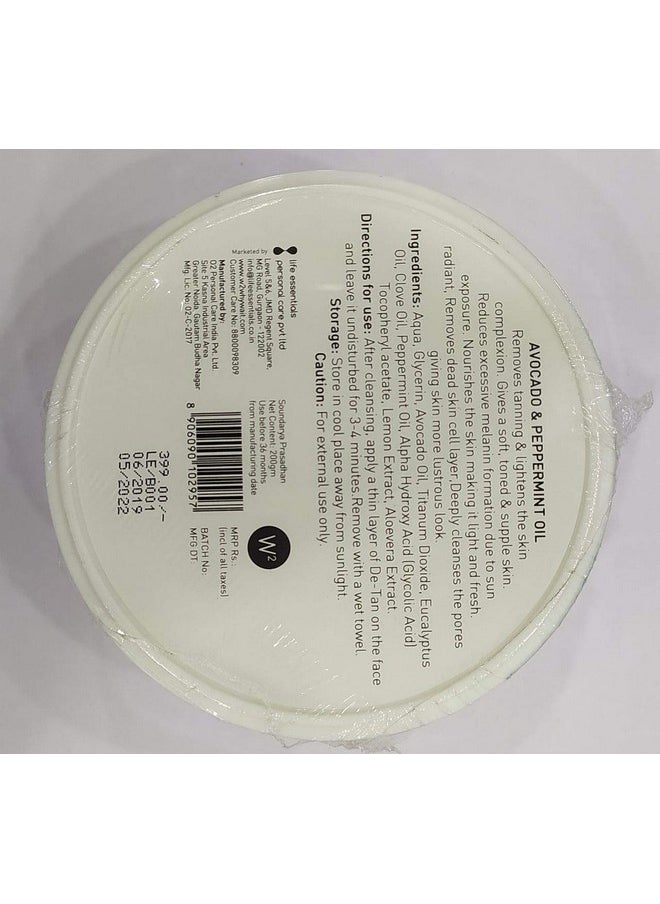 AVOCADO & PEPPERMINT OIL
Removes tanning & lightens the skin
complexion. Gives a soft, toned & supple skin.
Reduces excessive melanin formation due to sun
exposure. Nourishes the skin making it light and fresh.
radiant, Removes dead skin cell layer,Deeply cleanses the pores
giving skin more lustrous look.
Ingredients: Aqua, Glycerin, Avocado Oil, Titanium Dioxide, Eucalyptus
Oil, Clove Oil, Peppermint Oil, Alpha Hydroxy Acid (Glycolic Acid)
Tocopheryl acetate, Lemon Extract, Aloevera Extract.
Directions for use: After cleansing, apply a thin layer of De-Tan on the face
and leave it undisturbed for 3-4 minutes.Remove with a wet towel.
Storage: Store in cool place away from sunlight.
Caution: For external use only.
life essentials
personal care pvt ltd
Marketed by
Level 5&6, JMD Regent Square,
MG Road, Gurgaon - 122002
info@lifeessentials.co.in
www.w2whywait.com
Customer Care No: 8800098309
Manufactured by:
O2 Personal Care India Pvt. Ltd.
Site 5 Kasna Industrial Area
Greater Noida, Gautam Budha Nagar
Mfg. Lic. No. 02-C-2017
Soundarya Prasadhan
Net Content: 200gm
Use before 36 months
from manufacturing date
8 906090 102957
W2
MRP Rs.:
(incl of all taxes)
BATCH No:
MFG DT:
399.00/-
LE/B001
06/2019
05/2022